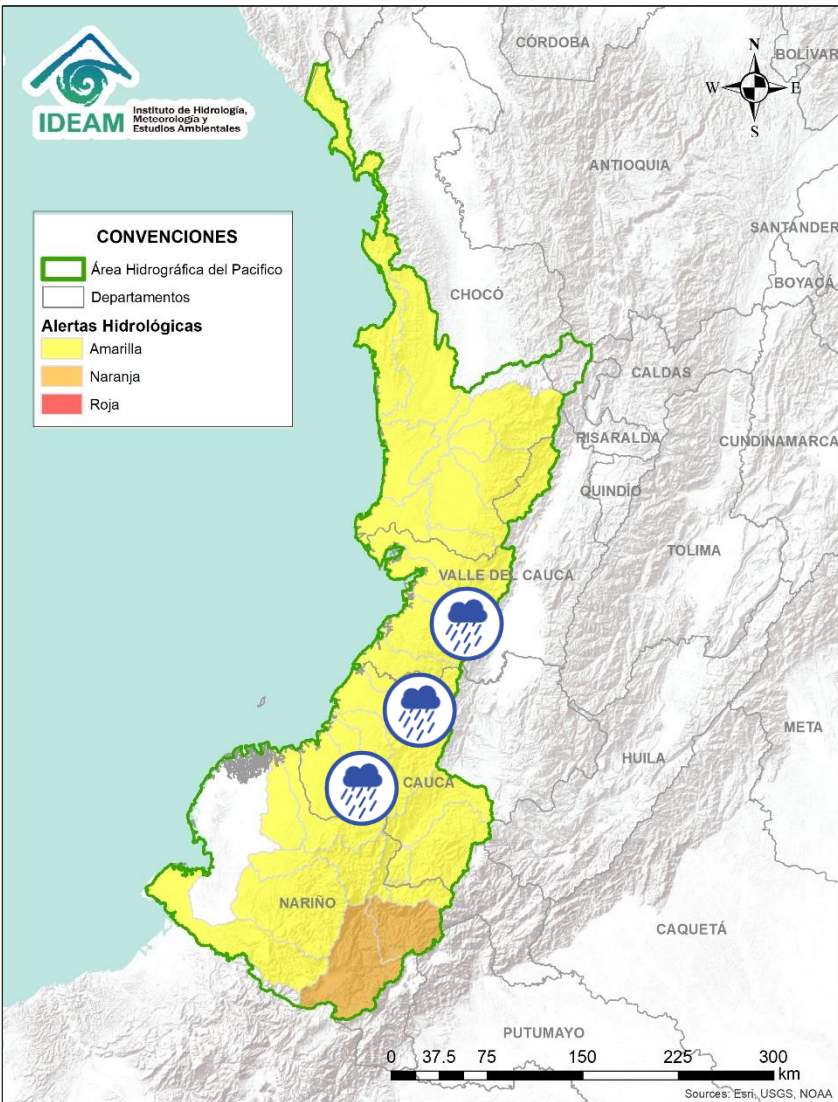 IDEAM
Instituto de Hidrología,
Meteorología y
Estudios Ambientales
CÓRDOBA
BOLÍVAR
N
W
E
S
ANTIOQUIA
SANTANDER
BOYACÁ
CONVENCIONES
Área Hidrográfica del Pacifico
Departamentos
Alertas Hidrológicas
Amarilla
Naranja
Roja
CHOCÓ
CALDAS
RISARALDA
CUNDINAMARCA
QUINDÍO
TOLIMA
VALLE DEL CAUCA
META
HUILA
CAUCA
NARIÑO
CAQUETÁ
PUTUMAYO
0 37.5 75 150 225 300
km
Sources: Esri, USGS, NOAA